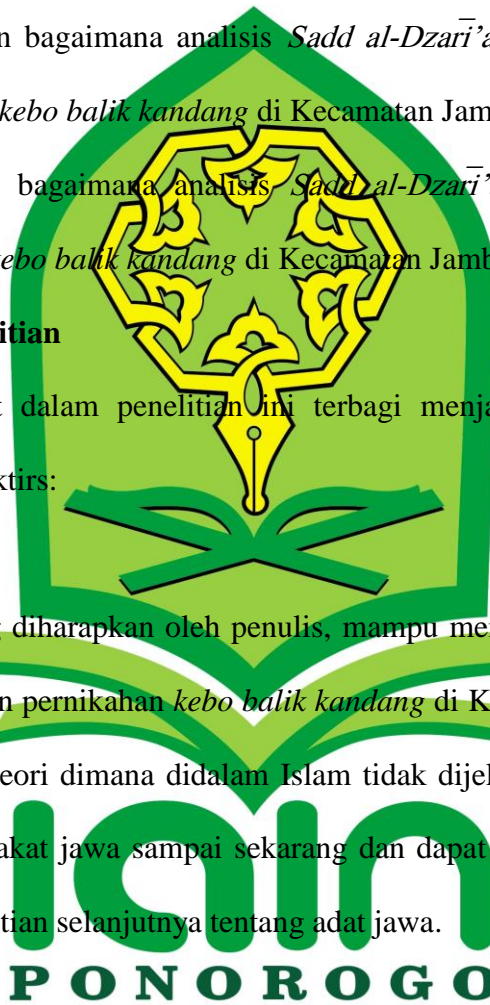 n bagaimana analisis Sadd al-Dzarī'a
kebo balik kandang di Kecamatan Jam
bagaimana analisis Sadd al-Dzarī'
ebo balik kandang di Kecamatan Jamb
itian
t dalam penelitian ini terbagi menja
ktirs:
g diharapkan oleh penulis, mampu me
n pernikahan kebo balik kandang di K
eori dimana didalam Islam tidak dijel
akat jawa sampai sekarang dan dapat
tian selanjutnya tentang adat jawa.
iain
PONOROGO